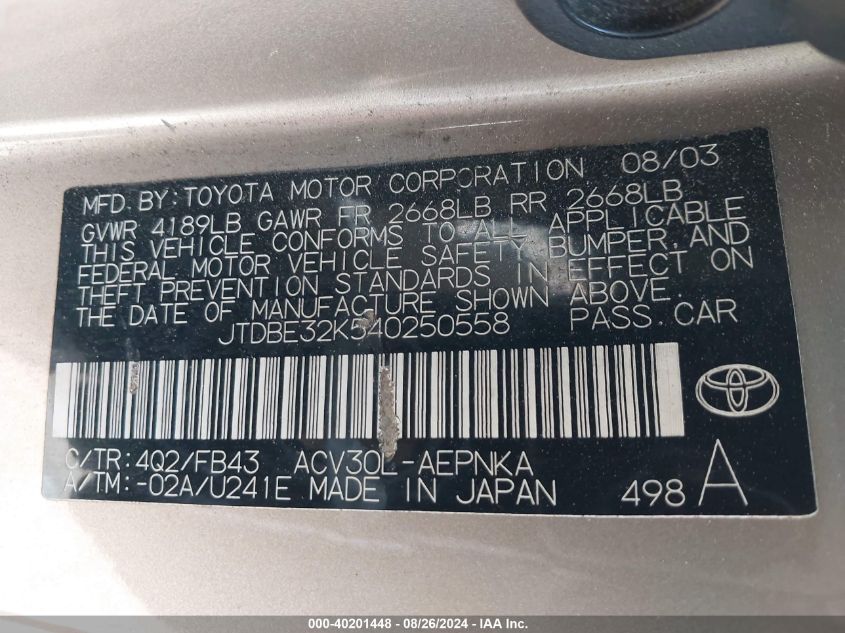 MFD. BY: TOYOTA MOTOR CORPORATION 08/03
GVWR 4189LB GAWR FR 2668LB RR 2668LB
THIS VEHICLE CONFORMS TO ALL APPLICABLE
FEDERAL MOTOR VEHICLE SAFETY, BUMPER, AND
THEFT PREVENTION STANDARDS IN EFFECT ON
THE DATE OF MANUFACTURE SHOWN ABOVE.
JTDBE32K540250558 PASS. CAR
C/TR: 4Q2/FB43 ACV30L-AEPNKA
A/TM: -02A/U241E MADE IN JAPAN 498 A
000-40201448 - 08/26/2024 - IAAI.COM